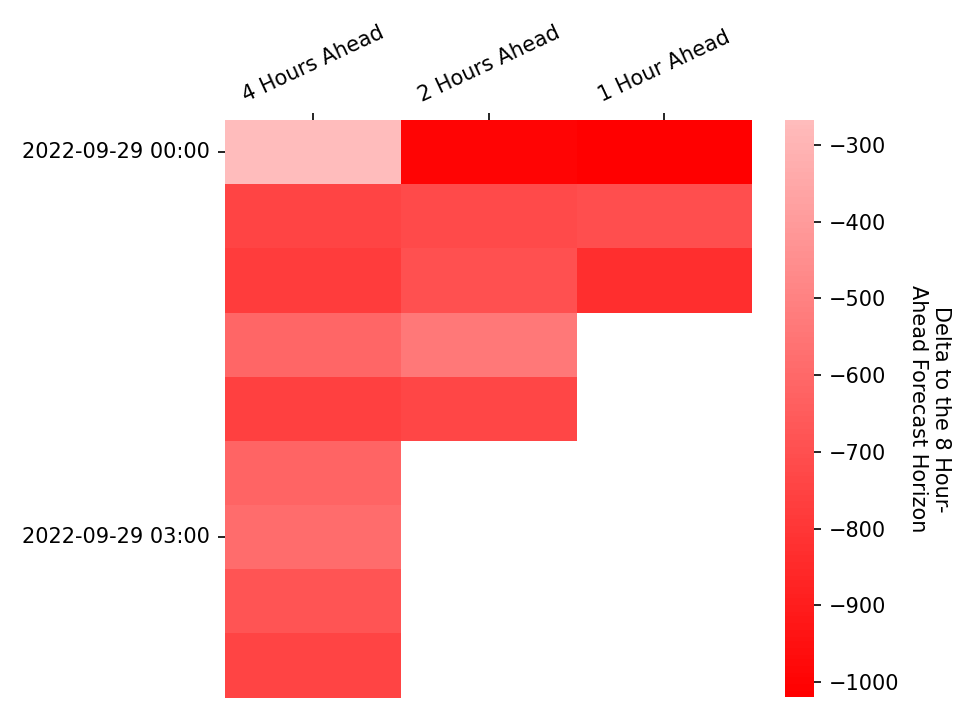 4 Hours Ahead
2 Hours Ahead
1 Hour Ahead
2022-09-29 00:00
2022-09-29 03:00
−300
−400
−500
−600
−700
−800
−900
−1000
Delta to the 8 Hour-
Ahead Forecast Horizon